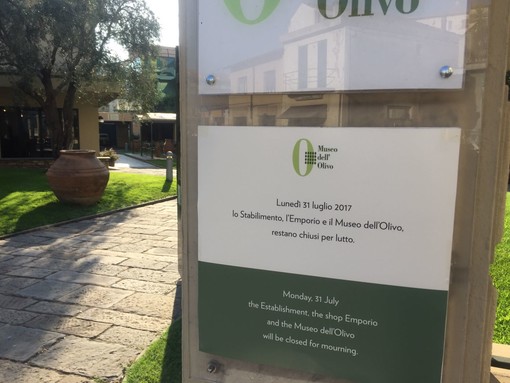 Olivo
Museo
dell'
Olivo
Lunedì 31 luglio 2017
lo Stabilimento, l'Emporio e il Museo dell'Olivo,
restano chiusi per lutto.
Monday, 31 July
the Establishment, the shop Emporio
and the Museo dell'Olivo
will be closed for mourning.